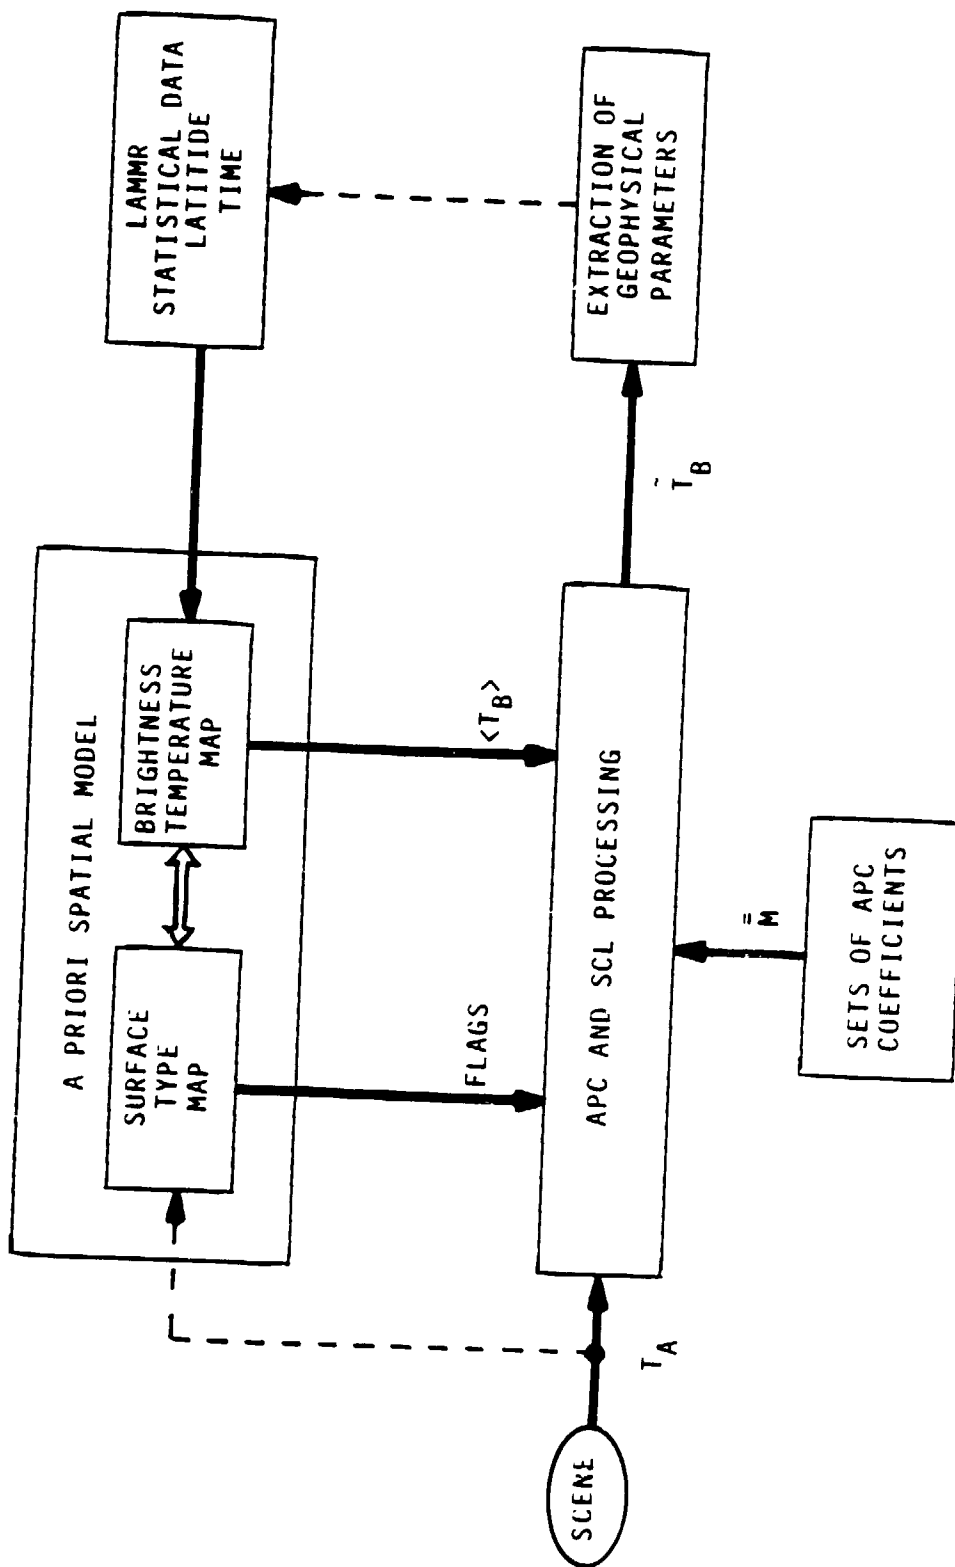 A PRIORI SPATIAL MODEL
SURFACE
TYPE
MAP
BRIGHTNESS
TEMPERATURE
MAP
LAMMR
STATISTICAL DATA
LATITIDE
TIME
FLAGS
<T_B>
SCENE
T_A
APC AND SCL PROCESSING
T̃_B
EXTRACTION OF
GEOPHYSICAL
PARAMETERS
M̿
SETS OF APC
COEFFICIENTS